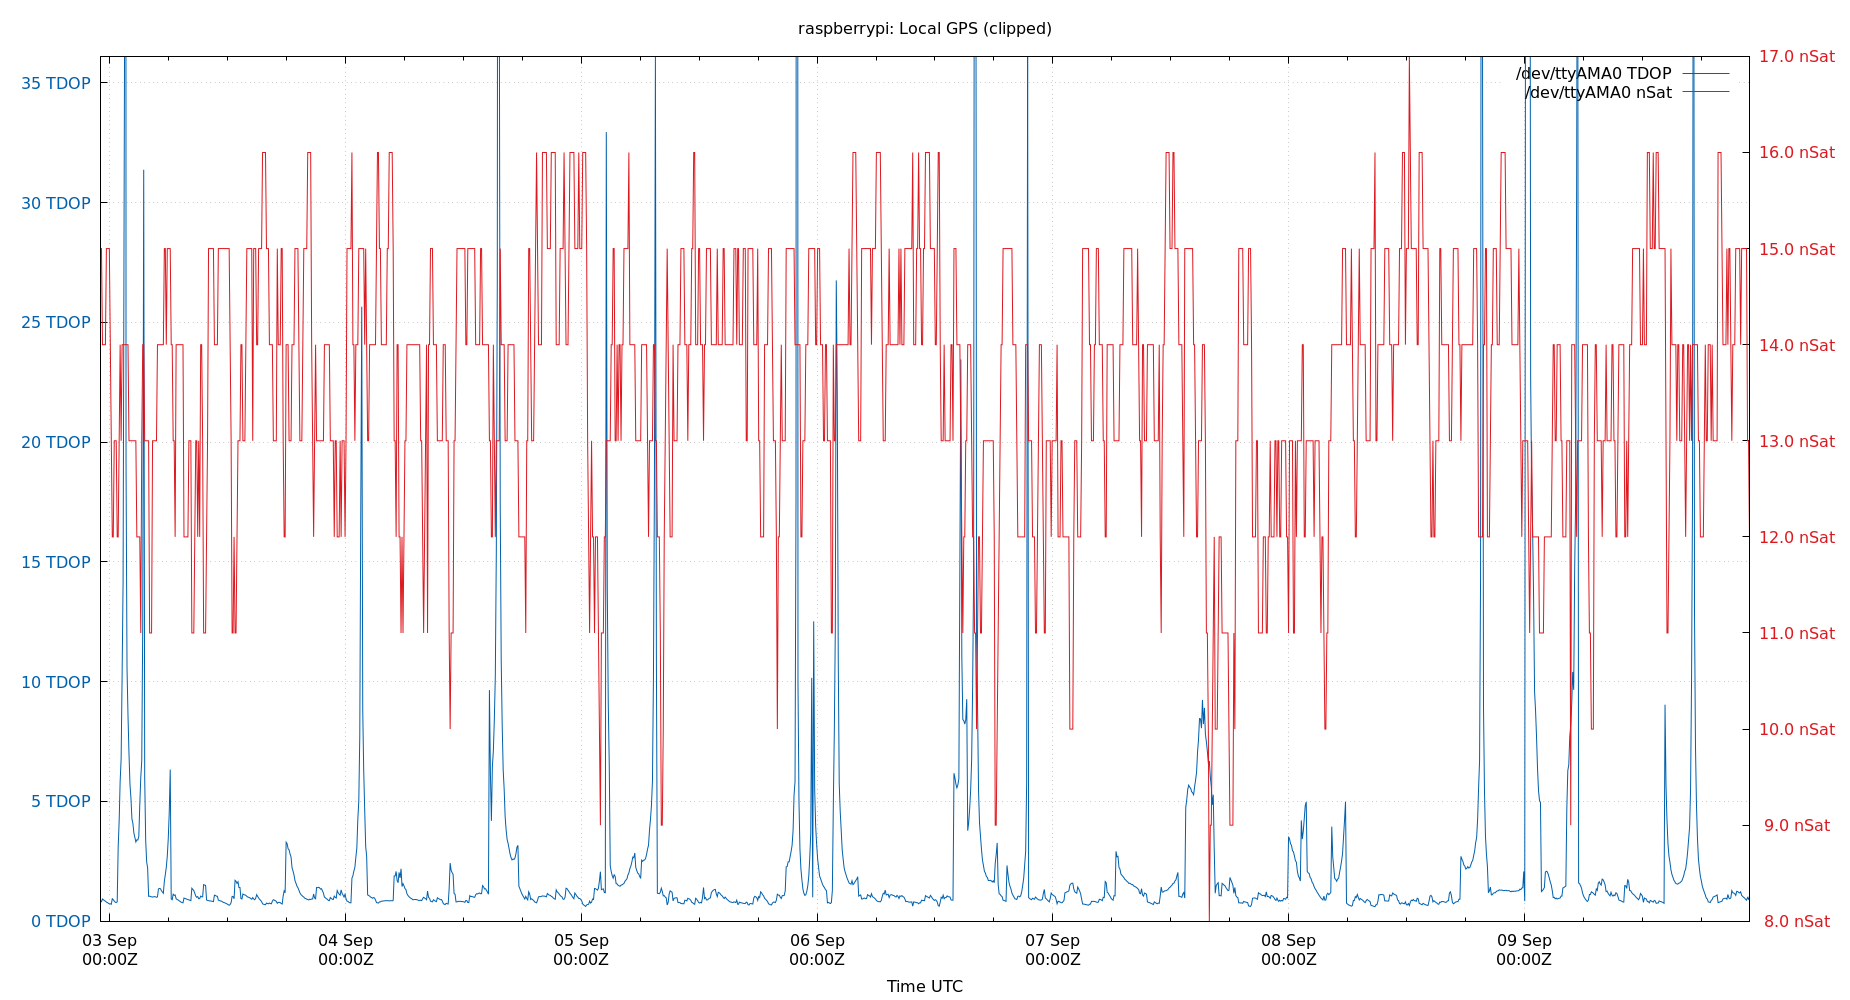 raspberrypi: Local GPS (clipped)
35 TDOP
30 TDOP
25 TDOP
20 TDOP
15 TDOP
10 TDOP
5 TDOP
0 TDOP
17.0 nSat
16.0 nSat
15.0 nSat
14.0 nSat
13.0 nSat
12.0 nSat
11.0 nSat
10.0 nSat
9.0 nSat
8.0 nSat
/dev/ttyAMA0 TDOP
/dev/ttyAMA0 nSat
03 Sep
00:00Z
04 Sep
00:00Z
05 Sep
00:00Z
06 Sep
00:00Z
07 Sep
00:00Z
08 Sep
00:00Z
09 Sep
00:00Z
Time UTC